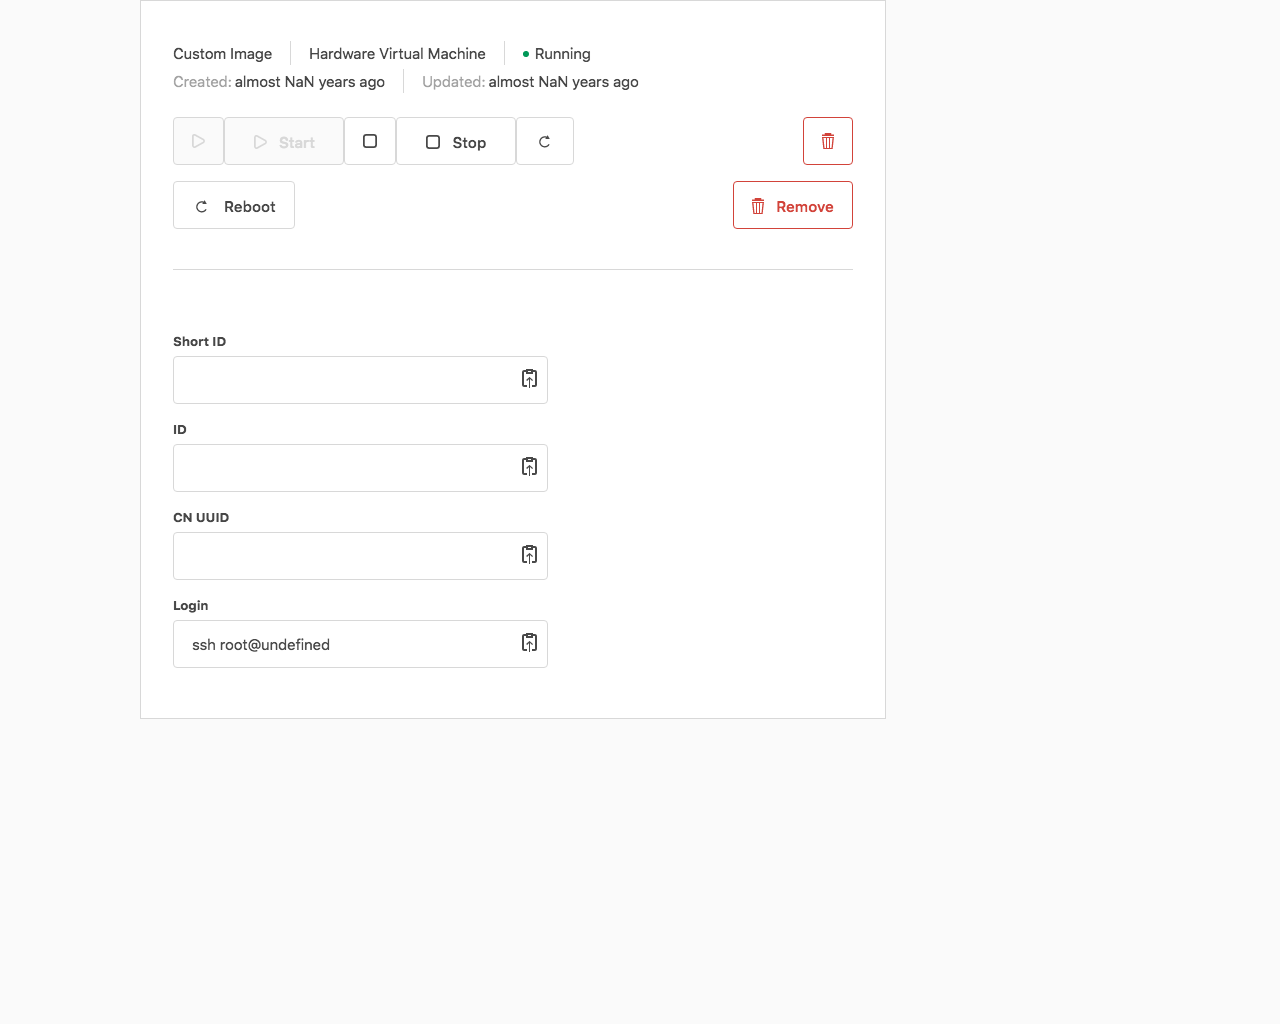 Custom Image Hardware Virtual Machine Running
Created: almost NaN years ago Updated: almost NaN years ago
Start Stop
Reboot Remove
Short ID
ID
CN UUID
Login
ssh root@undefined